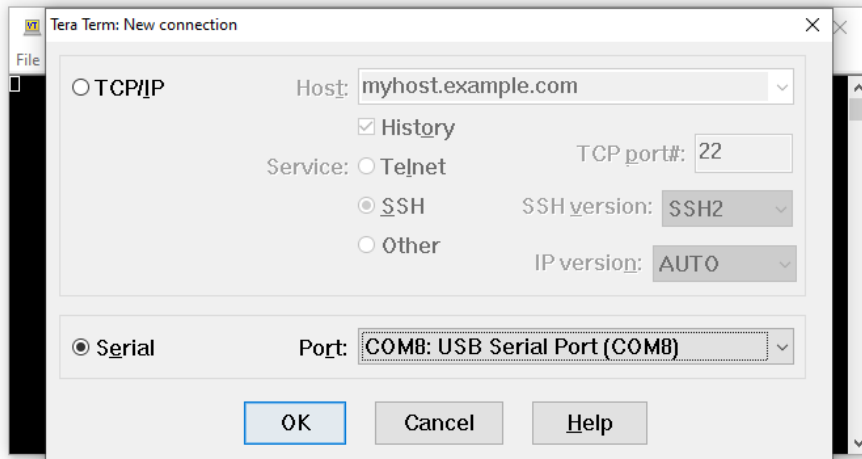 VT Tera Term: New connection
File
TCP/IP Host: myhost.example.com
History
Service: Telnet TCP port#: 22
SSH SSH version: SSH2
Other IP version: AUTO
Serial Port: COM8: USB Serial Port (COM8)
OK Cancel Help